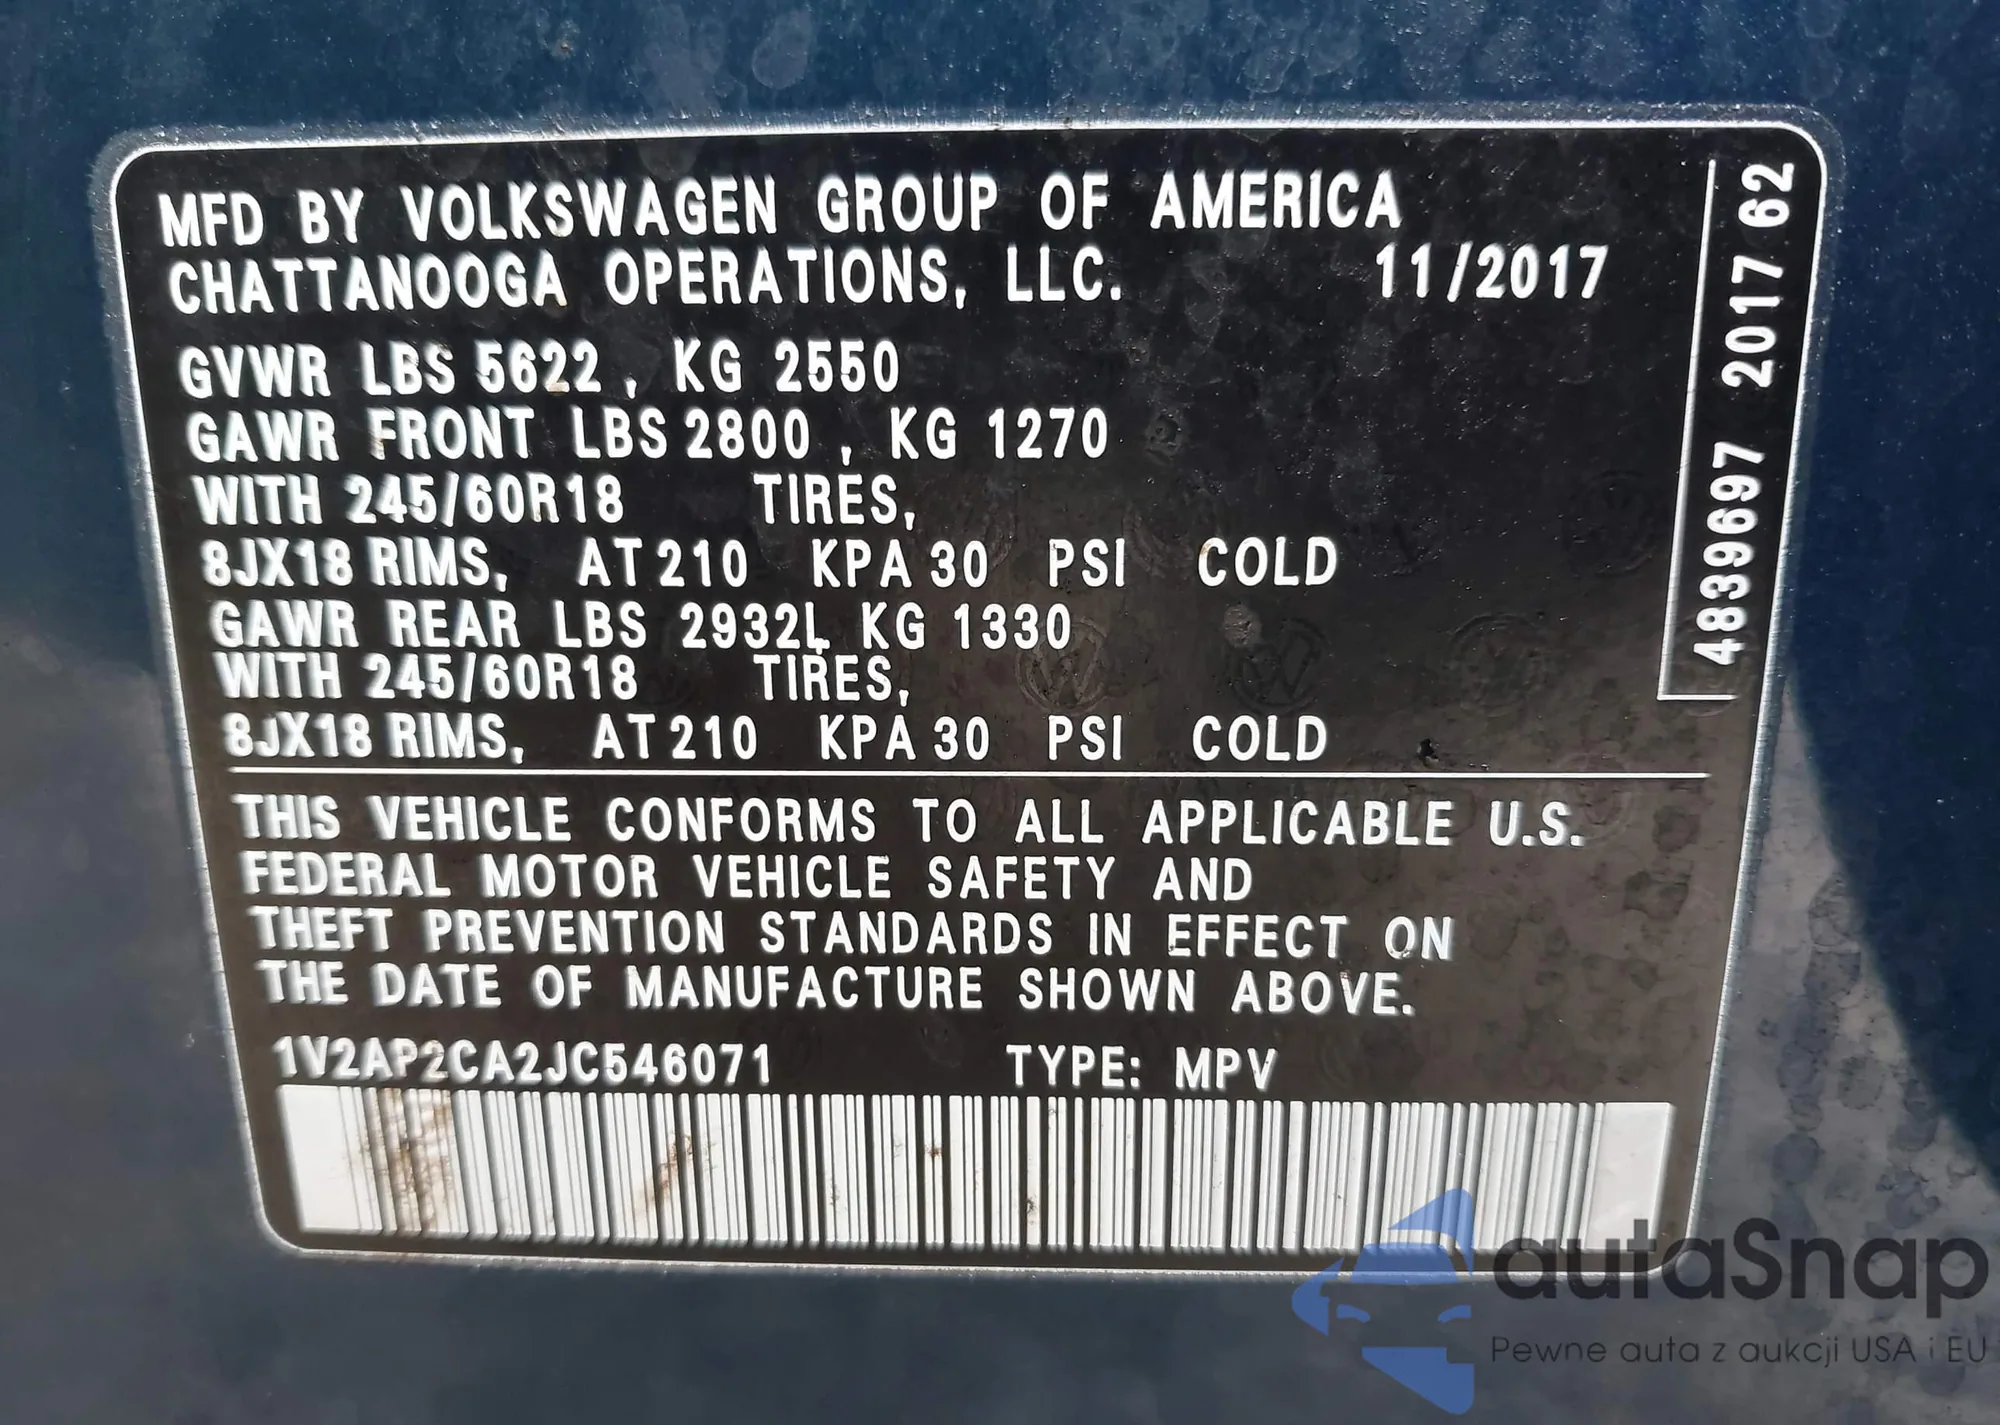 MFD BY VOLKSWAGEN GROUP OF AMERICA
CHATTANOOGA OPERATIONS, LLC. 11/2017
GVWR LBS 5622 , KG 2550
GAWR FRONT LBS 2800 , KG 1270
WITH 245/60R18 TIRES,
8JX18 RIMS, AT 210 KPA 30 PSI COLD
GAWR REAR LBS 2932L KG 1330
WITH 245/60R18 TIRES,
8JX18 RIMS, AT 210 KPA 30 PSI COLD
THIS VEHICLE CONFORMS TO ALL APPLICABLE U.S.
FEDERAL MOTOR VEHICLE SAFETY AND
THEFT PREVENTION STANDARDS IN EFFECT ON
THE DATE OF MANUFACTURE SHOWN ABOVE.
1V2AP2CA2JC546071 TYPE: MPV
4839697 2017 62
autaSnap
Pewne auta z aukcji USA i EU